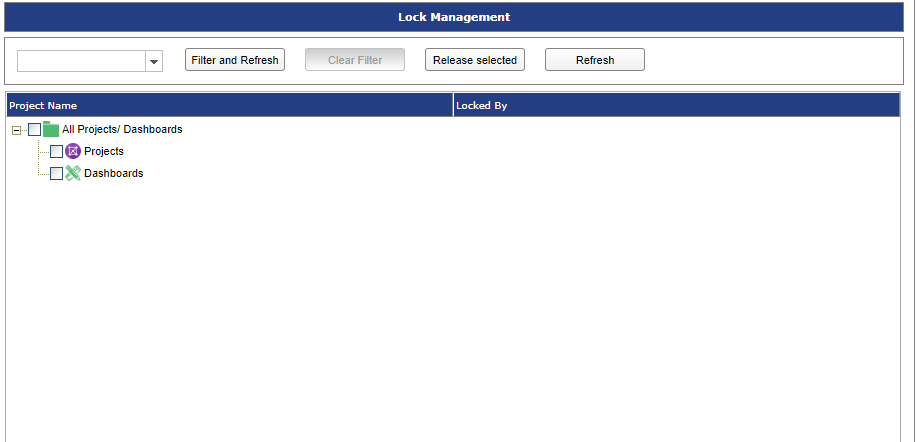 Lock Management
Filter and Refresh Clear Filter Release selected Refresh
Project Name Locked By
All Projects/ Dashboards
Projects
Dashboards